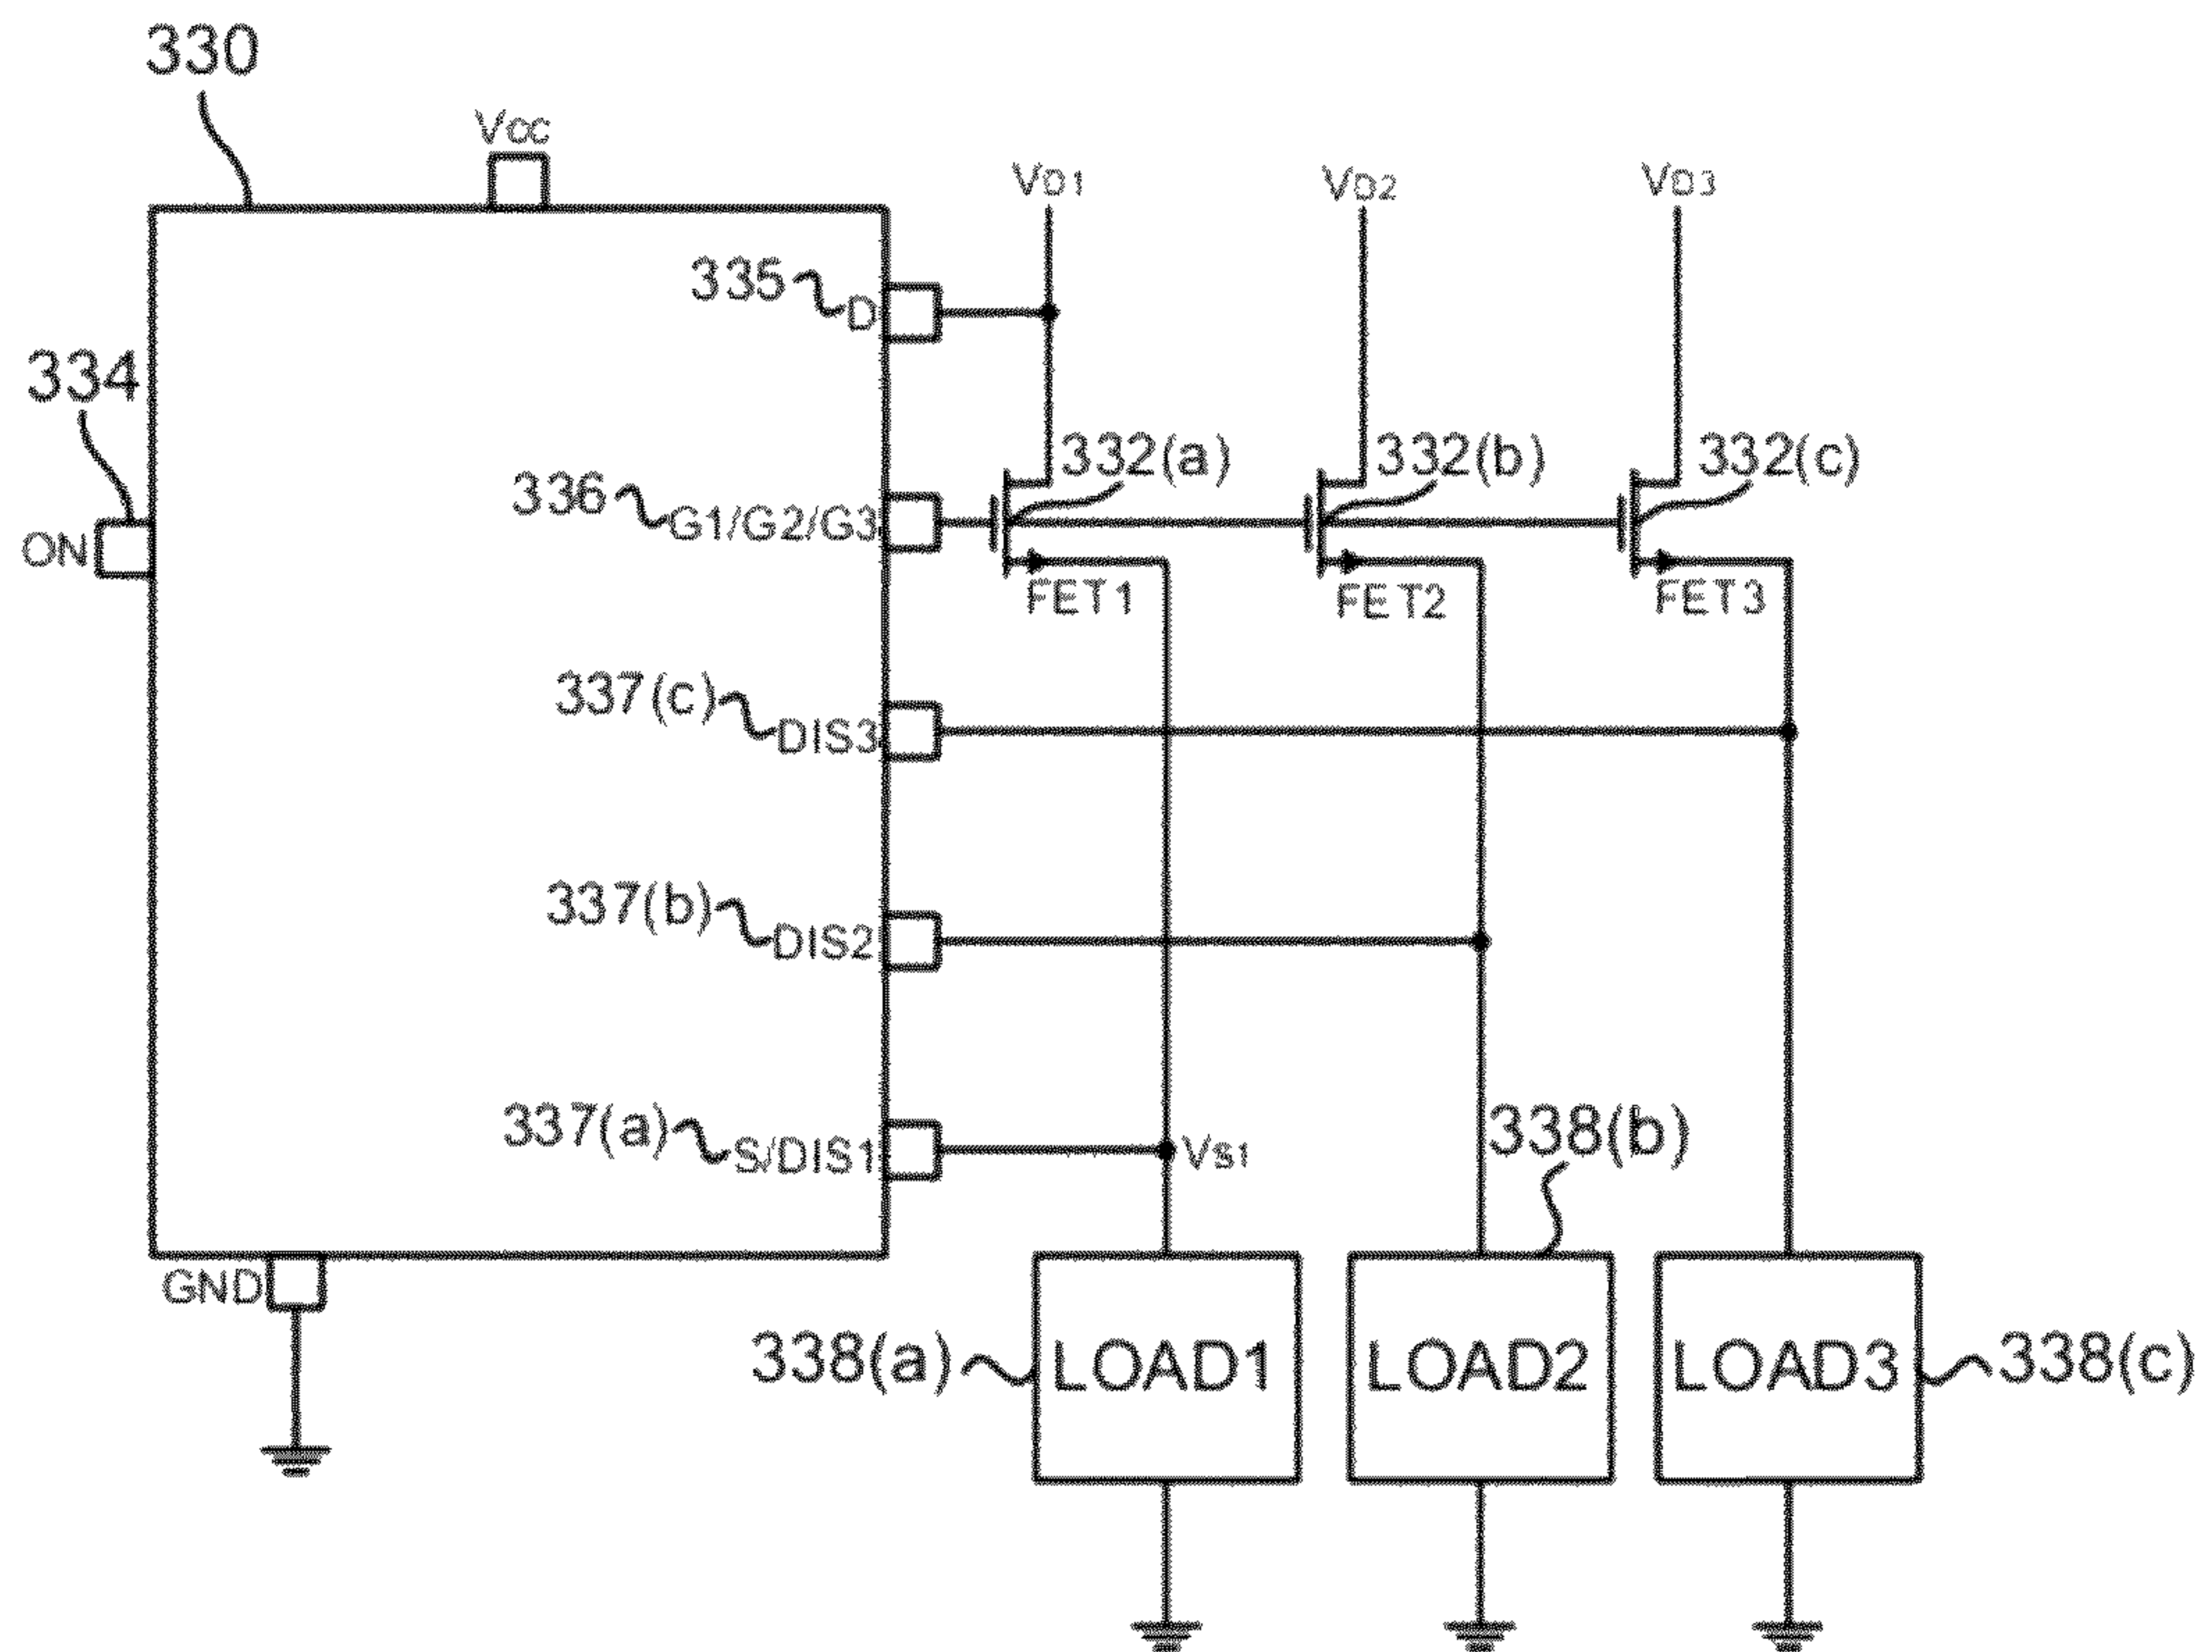 330
VCC
VD1
VD2
VD3
335
D
334
332(a)
332(b)
332(c)
336
G1/G2/G3
ON
FET1
FET2
FET3
337(c)
DIS3
337(b)
DIS2
337(a)
S/DIS1
VS1
338(b)
GND
338(a)
LOAD1
LOAD2
LOAD3
338(c)